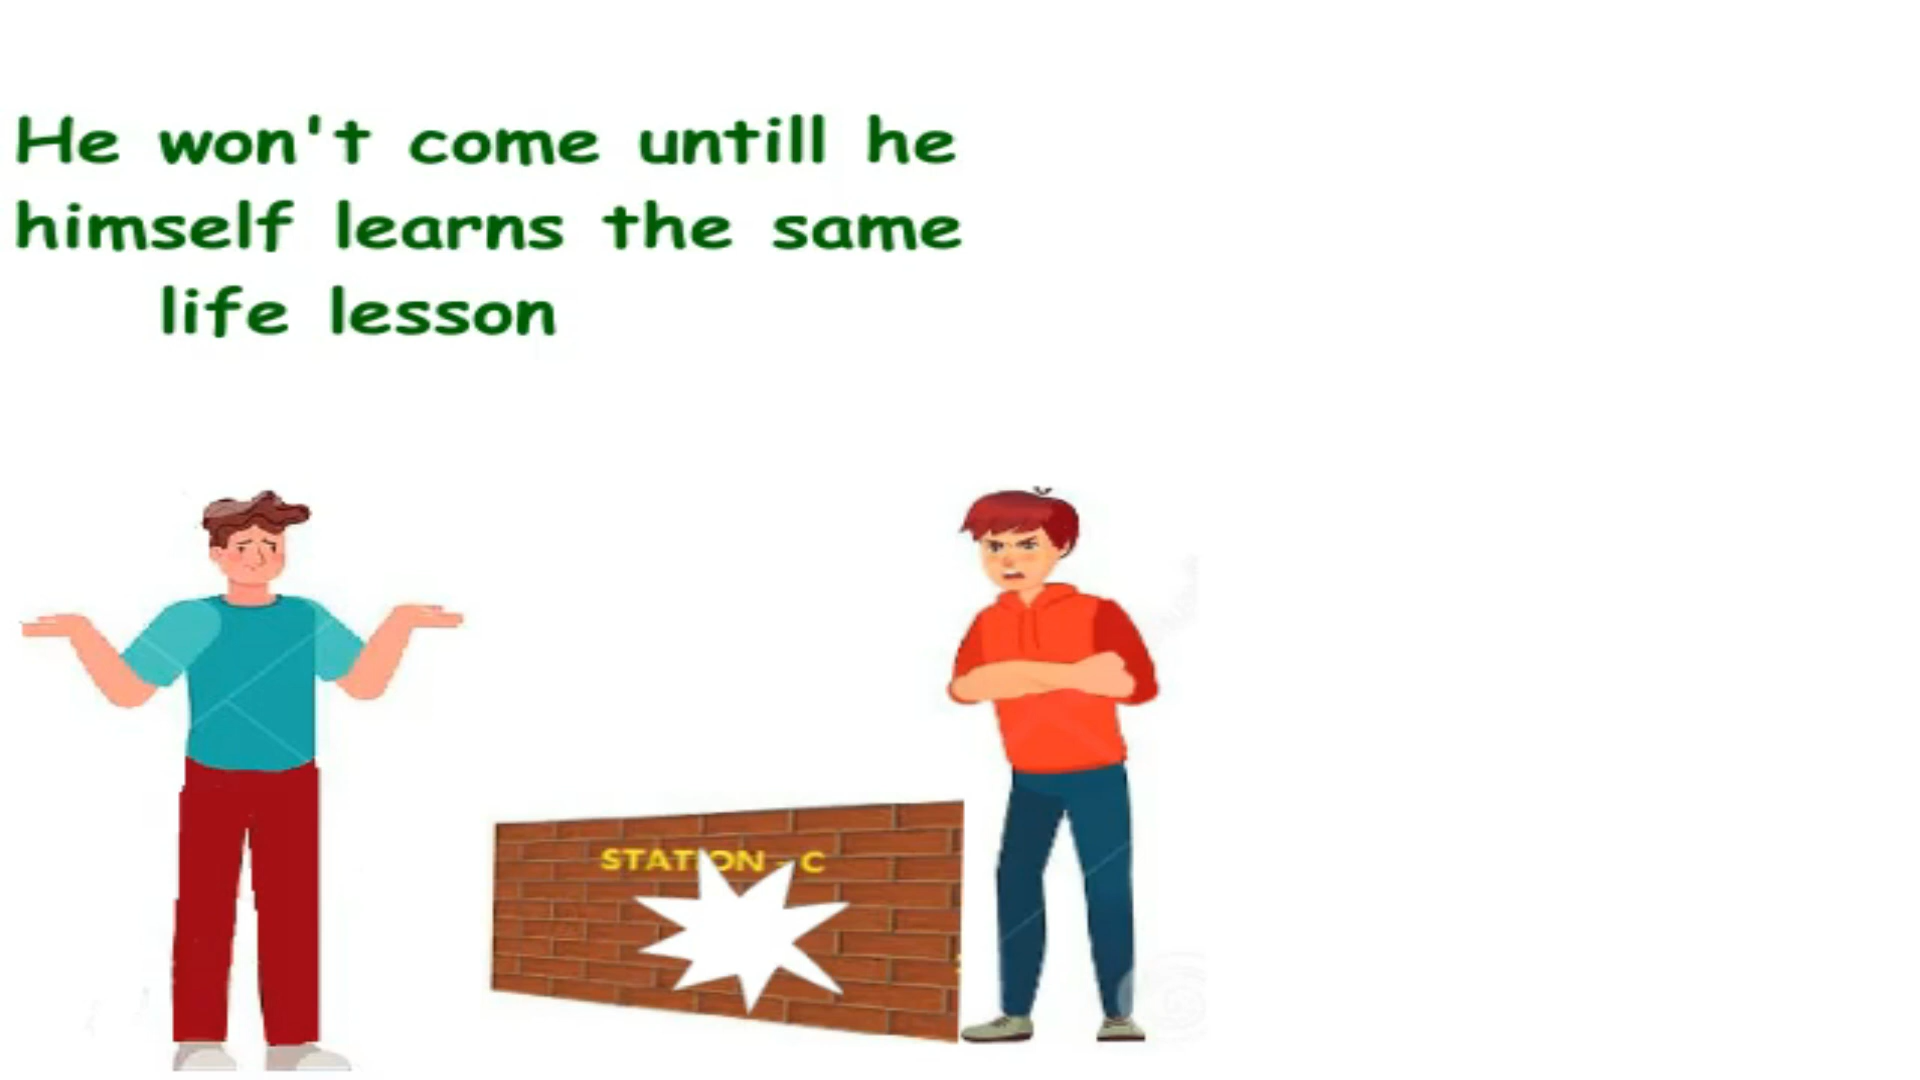 He won't come untill he
himself learns the same
life lesson
STATION - C